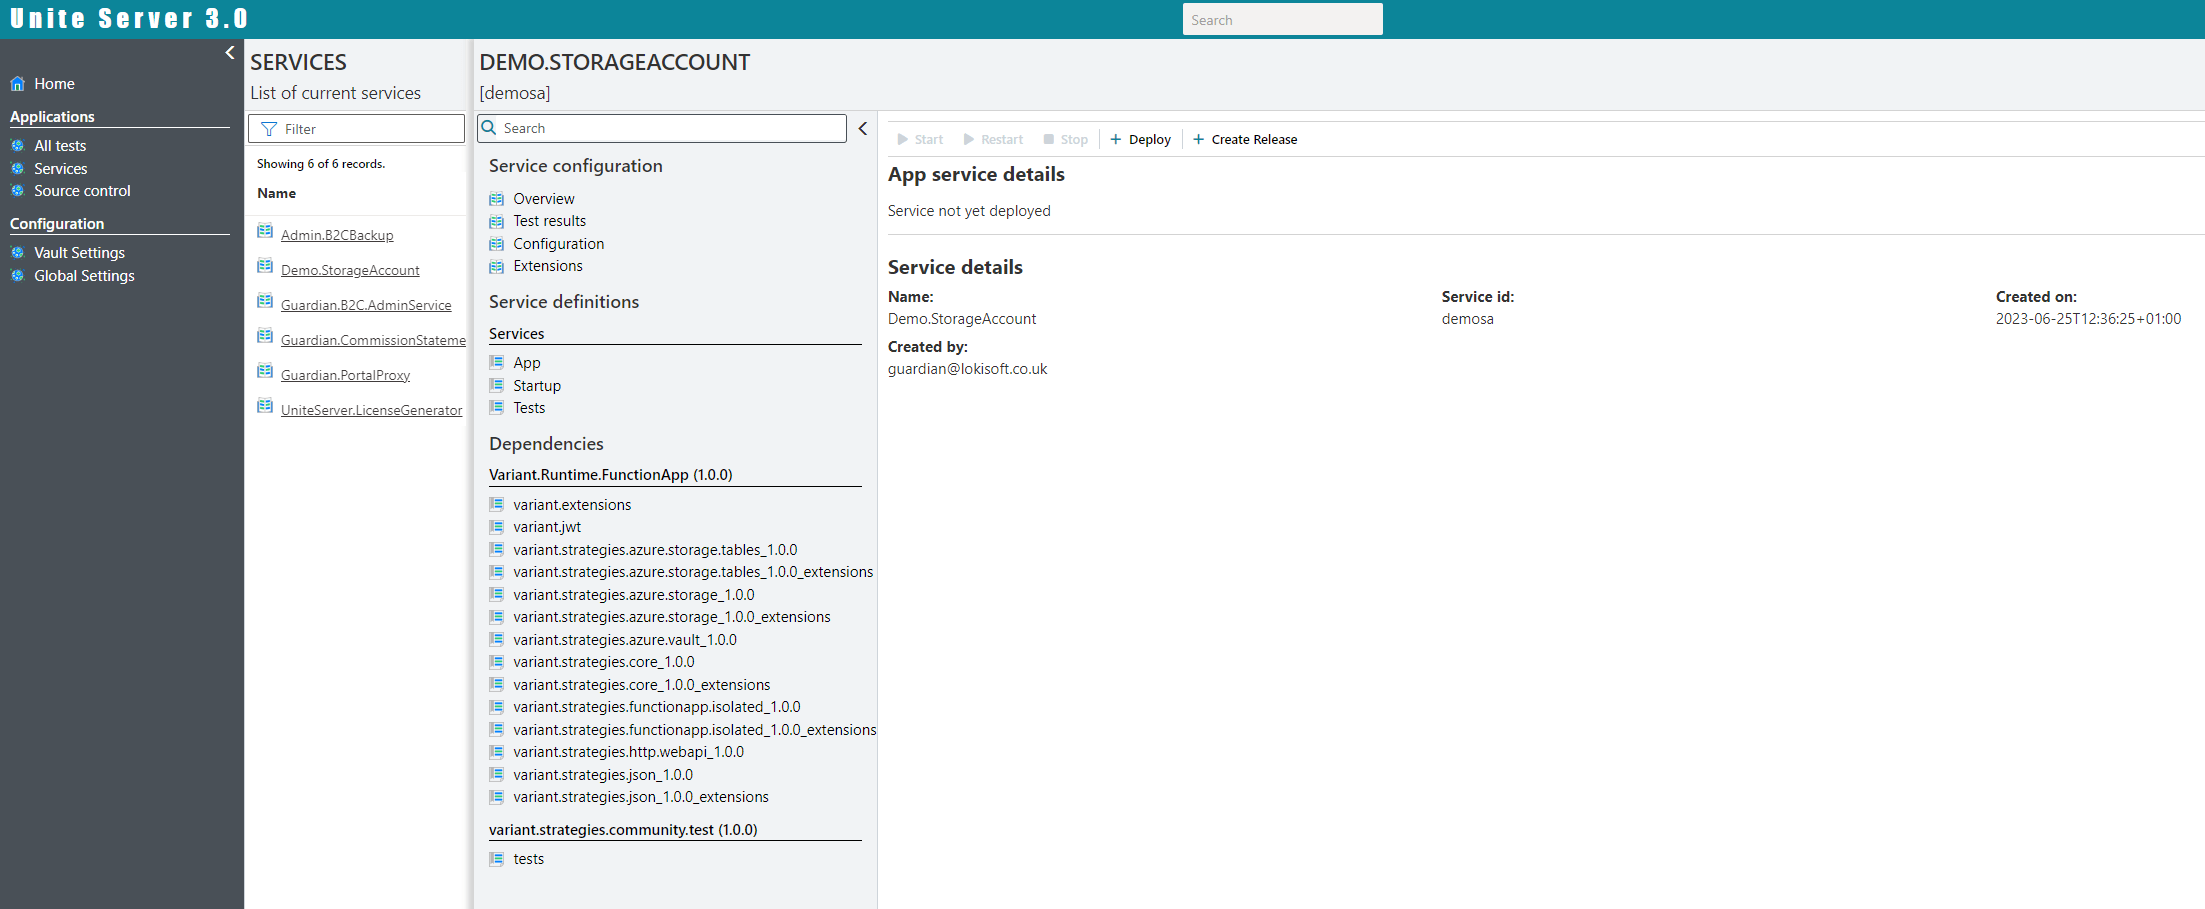 Unite Server 3.0
Search
Home
Applications
All tests
Services
Source control
Configuration
Vault Settings
Global Settings
SERVICES
List of current services
Filter
Showing 6 of 6 records.
Name
Admin.B2CBackup
Demo.StorageAccount
Guardian.B2C.AdminService
Guardian.CommissionStateme
Guardian.PortalProxy
UniteServer.LicenseGenerator
DEMO.STORAGEACCOUNT
[demosa]
Search
Service configuration
Overview
Test results
Configuration
Extensions
Service definitions
Services
App
Startup
Tests
Dependencies
Variant.Runtime.FunctionApp (1.0.0)
variant.extensions
variant.jwt
variant.strategies.azure.storage.tables_1.0.0
variant.strategies.azure.storage.tables_1.0.0_extensions
variant.strategies.azure.storage_1.0.0
variant.strategies.azure.storage_1.0.0_extensions
variant.strategies.azure.vault_1.0.0
variant.strategies.core_1.0.0
variant.strategies.core_1.0.0_extensions
variant.strategies.functionapp.isolated_1.0.0
variant.strategies.functionapp.isolated_1.0.0_extensions
variant.strategies.http.webapi_1.0.0
variant.strategies.json_1.0.0
variant.strategies.json_1.0.0_extensions
variant.strategies.community.test (1.0.0)
tests
Start Restart Stop + Deploy + Create Release
App service details
Service not yet deployed
Service details
Name: Service id: Created on:
Demo.StorageAccount demosa 2023-06-25T12:36:25+01:00
Created by:
guardian@lokisoft.co.uk